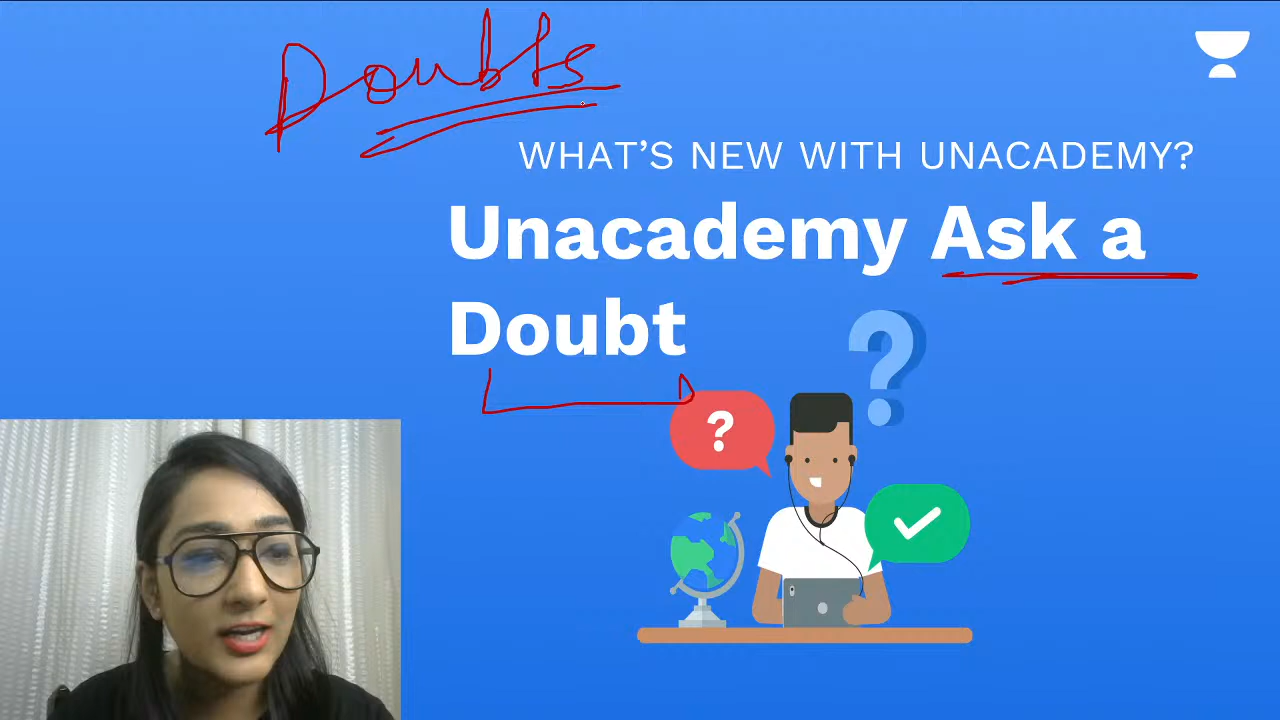 Doubts
WHAT'S NEW WITH UNACADEMY?
Unacademy Ask a
Doubt
?
?